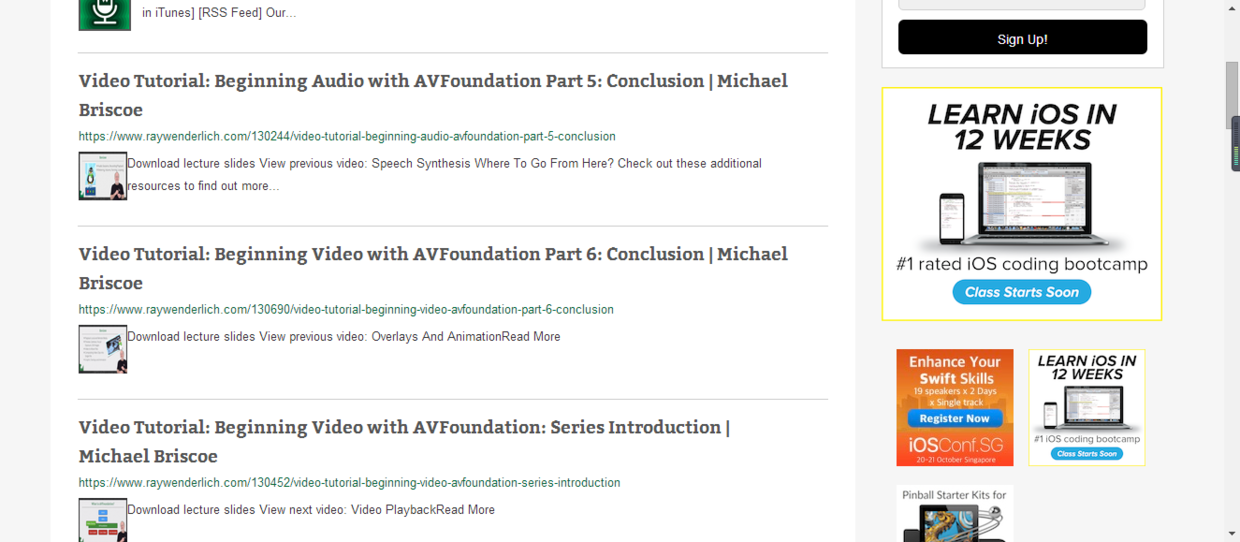 in iTunes] [RSS Feed] Our...
Video Tutorial: Beginning Audio with AVFoundation Part 5: Conclusion | Michael
Briscoe
https://www.raywenderlich.com/130244/video-tutorial-beginning-audio-avfoundation-part-5-conclusion
Download lecture slides View previous video: Speech Synthesis Where To Go From Here? Check out these additional
resources to find out more...
Video Tutorial: Beginning Video with AVFoundation Part 6: Conclusion | Michael
Briscoe
https://www.raywenderlich.com/130690/video-tutorial-beginning-video-avfoundation-part-6-conclusion
Download lecture slides View previous video: Overlays And AnimationRead More
Video Tutorial: Beginning Video with AVFoundation: Series Introduction |
Michael Briscoe
https://www.raywenderlich.com/130452/video-tutorial-beginning-video-avfoundation-series-introduction
Download lecture slides View next video: Video PlaybackRead More
Sign Up!
LEARN iOS IN
12 WEEKS
#1 rated iOS coding bootcamp
Class Starts Soon
Enhance Your
Swift Skills
19 speakers x 2 Days
x Single track
Register Now
iOSConf.SG
20-21 October Singapore
LEARN iOS IN
12 WEEKS
#1 iOS coding bootcamp
Class Starts Soon
Pinball Starter Kits for